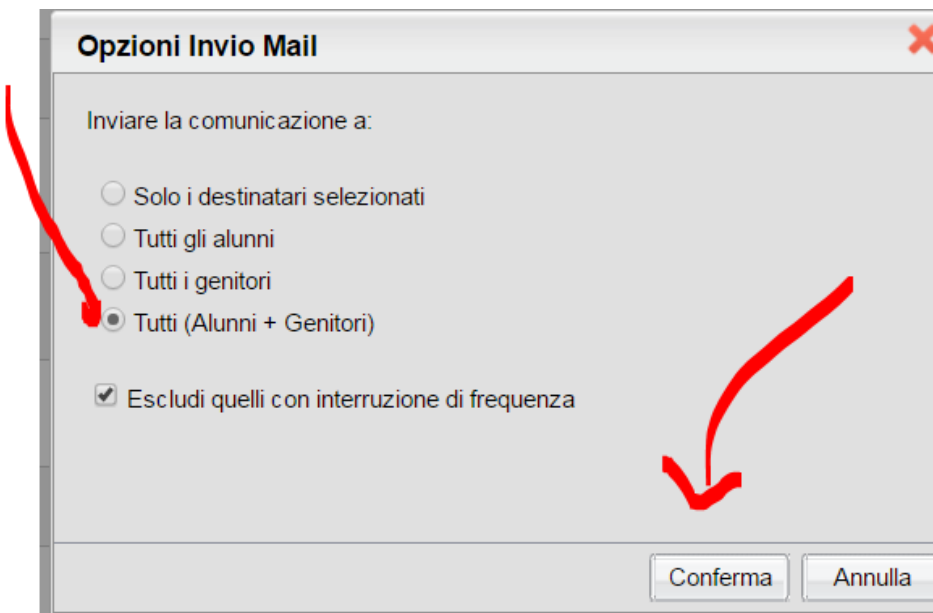 Opzioni Invio Mail
Inviare la comunicazione a:
Solo i destinatari selezionati
Tutti gli alunni
Tutti i genitori
Tutti (Alunni + Genitori)
Escludi quelli con interruzione di frequenza
Conferma Annulla